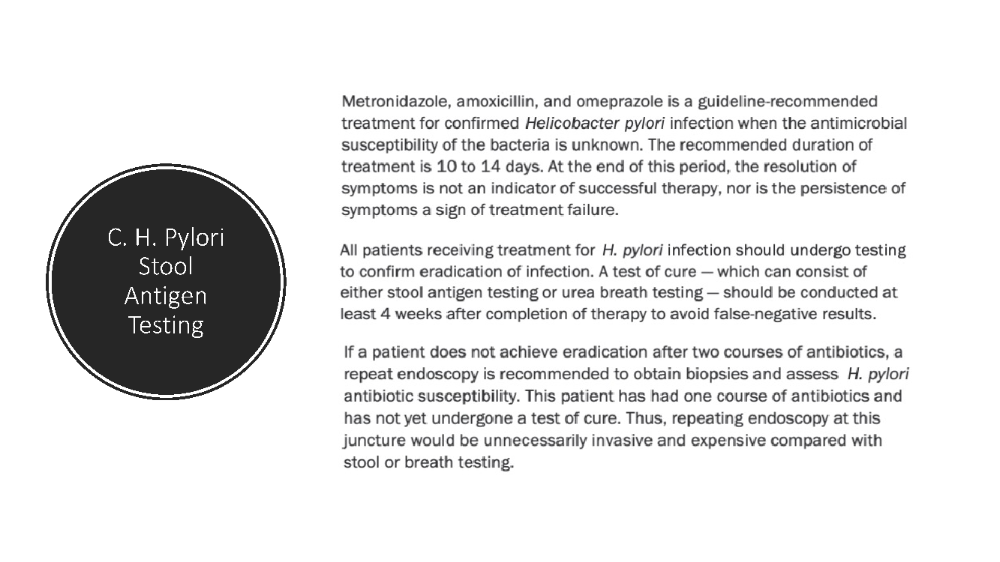 C. H. Pylori
Stool
Antigen
Testing
Metronidazole, amoxicillin, and omeprazole is a guideline-recommended
treatment for confirmed Helicobacter pylori infection when the antimicrobial
susceptibility of the bacteria is unknown. The recommended duration of
treatment is 10 to 14 days. At the end of this period, the resolution of
symptoms is not an indicator of successful therapy, nor is the persistence of
symptoms a sign of treatment failure.
All patients receiving treatment for H. pylori infection should undergo testing
to confirm eradication of infection. A test of cure — which can consist of
either stool antigen testing or urea breath testing — should be conducted at
least 4 weeks after completion of therapy to avoid false-negative results.
If a patient does not achieve eradication after two courses of antibiotics, a
repeat endoscopy is recommended to obtain biopsies and assess H. pylori
antibiotic susceptibility. This patient has had one course of antibiotics and
has not yet undergone a test of cure. Thus, repeating endoscopy at this
juncture would be unnecessarily invasive and expensive compared with
stool or breath testing.